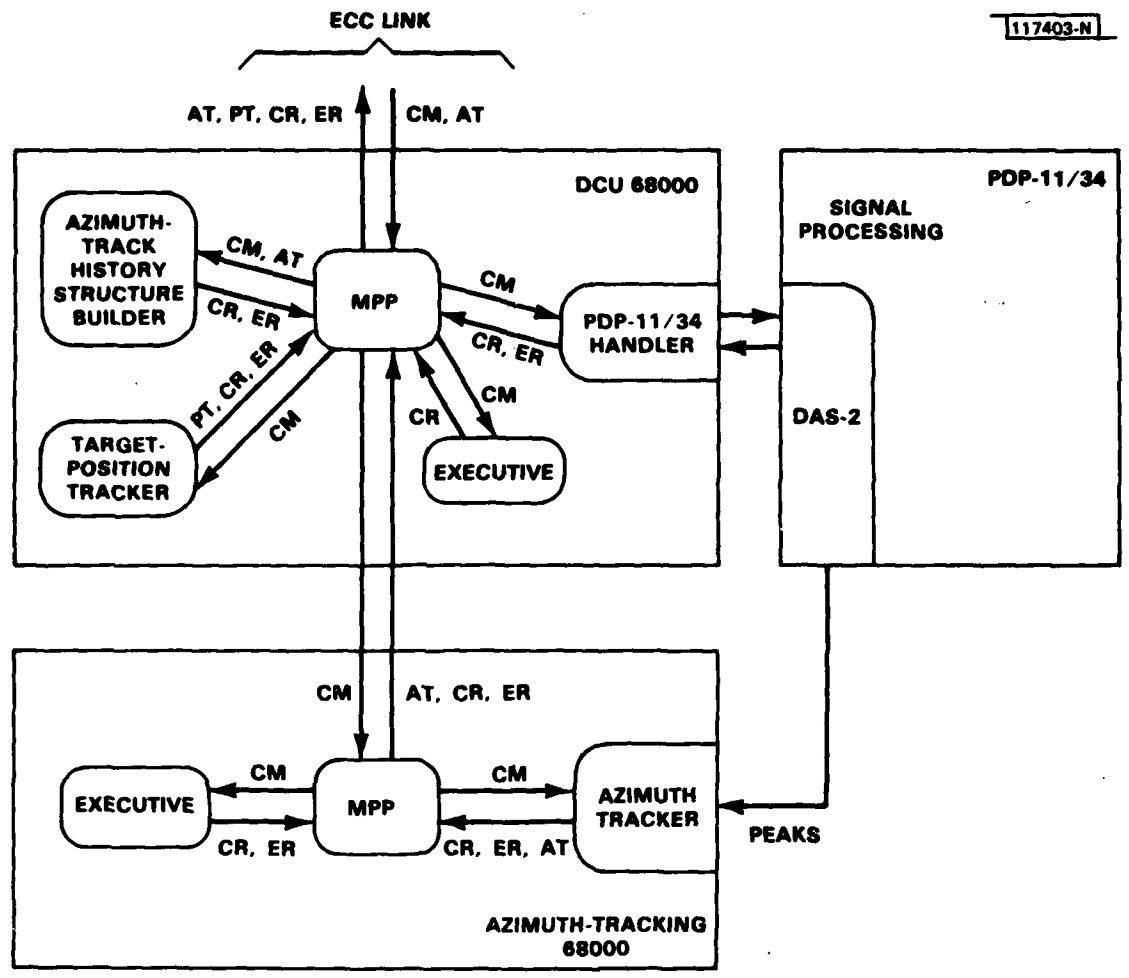 ECC LINK
117403-N
AT, PT, CR, ER
CM, AT
DCU 68000
PDP-11/34
SIGNAL
PROCESSING
AZIMUTH-
TRACK
HISTORY
STRUCTURE
BUILDER
CM, AT
CR, ER
MPP
CM
CR, ER
PDP-11/34
HANDLER
DAS-2
PT, CR, ER
CM
CR
CM
TARGET-
POSITION
TRACKER
EXECUTIVE
CM
AT, CR, ER
EXECUTIVE
CM
CR, ER
MPP
CM
CR, ER, AT
AZIMUTH
TRACKER
PEAKS
AZIMUTH-TRACKING
68000